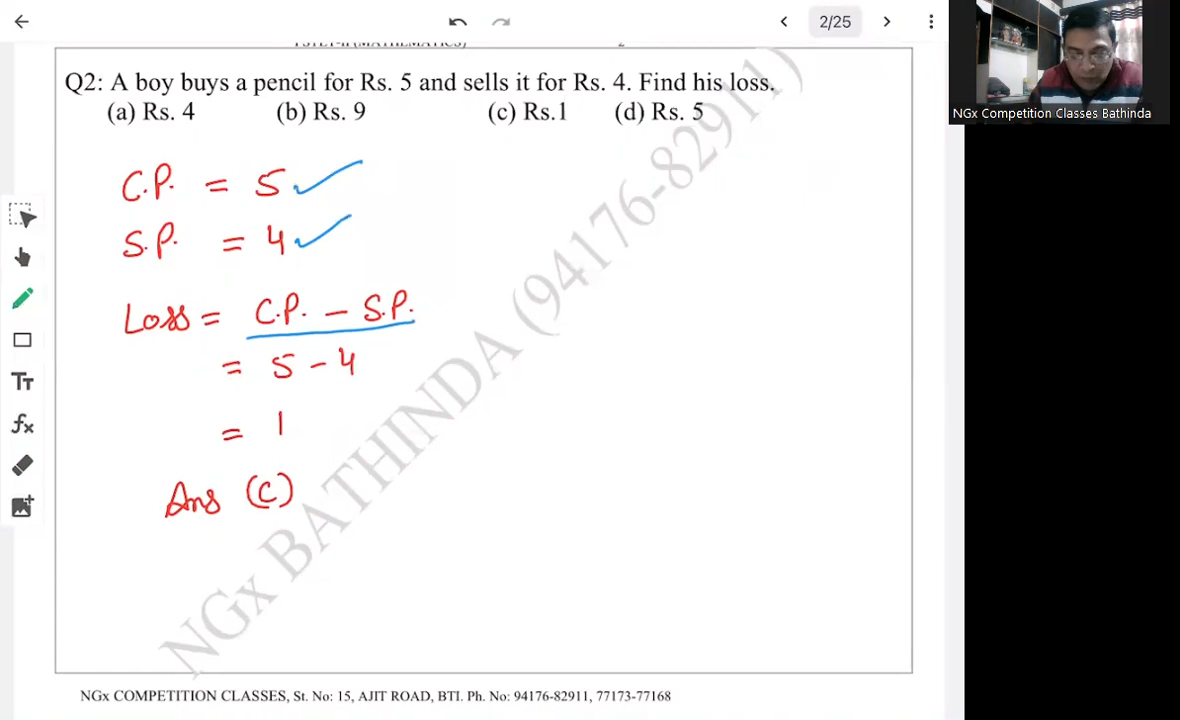 2/25
Q2: A boy buys a pencil for Rs. 5 and sells it for Rs. 4. Find his loss.
(a) Rs. 4 (b) Rs. 9 (c) Rs.1 (d) Rs. 5
C.P. = 5
S.P. = 4
Loss = C.P. - S.P.
= 5 - 4
= 1
Ans (c)
NGx BATHINDA (94176-82911)
NGx COMPETITION CLASSES, St. No: 15, AJIT ROAD, BTI. Ph. No: 94176-82911, 77173-77168
NGx Competition Classes Bathinda
TT
fx